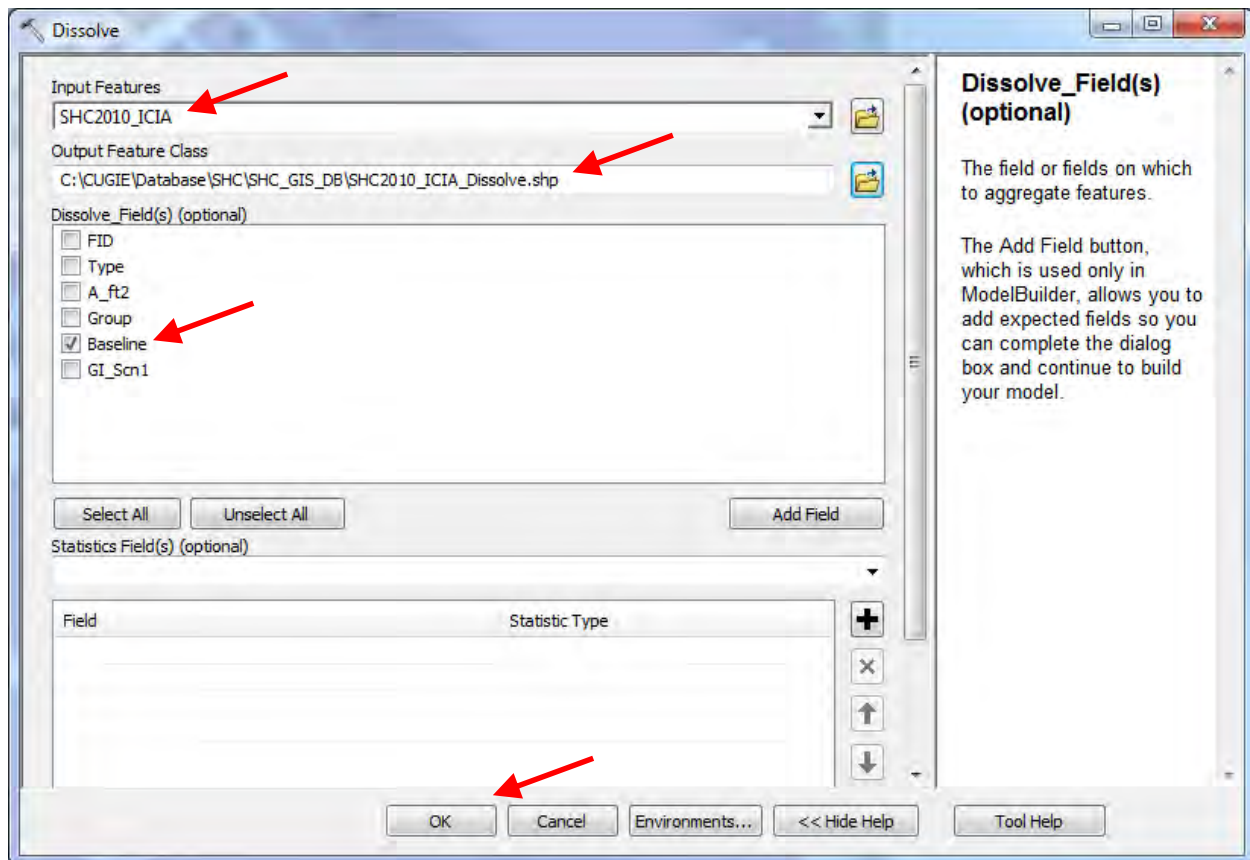 Dissolve
Input Features
SHC2010_ICIA
Output Feature Class
C:\CUGIE\Database\SHC\SHC_GIS_DB\SHC2010_ICIA_Dissolve.shp
Dissolve_Field(s) (optional)
FID
Type
A_ft2
Group
Baseline
GI_Scn1
Select All
Unselect All
Add Field
Statistics Field(s) (optional)
Field
Statistic Type
OK
Cancel
Environments...
<< Hide Help
Tool Help
Dissolve_Field(s)
(optional)
The field or fields on which
to aggregate features.
The Add Field button,
which is used only in
ModelBuilder, allows you to
add expected fields so you
can complete the dialog
box and continue to build
your model.